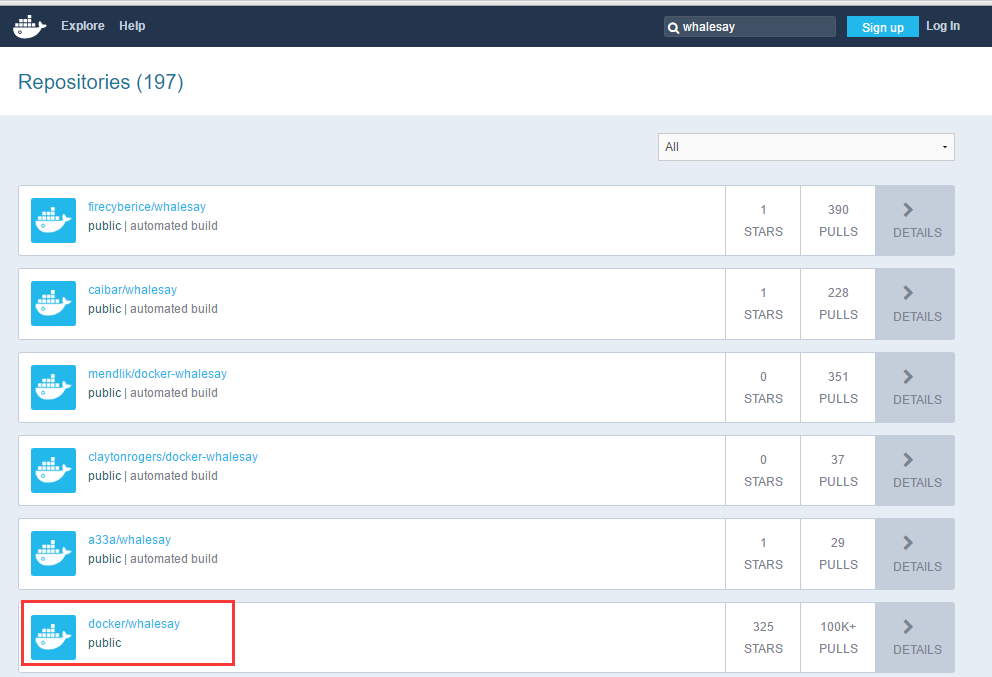 Explore Help whalesay Sign up Log In
Repositories (197)
All
firecyberice/whalesay
public | automated build
1
STARS
390
PULLS
DETAILS
caibar/whalesay
public | automated build
1
STARS
228
PULLS
DETAILS
mendlik/docker-whalesay
public | automated build
0
STARS
351
PULLS
DETAILS
claytonrogers/docker-whalesay
public | automated build
0
STARS
37
PULLS
DETAILS
a33a/whalesay
public | automated build
1
STARS
29
PULLS
DETAILS
docker/whalesay
public
325
STARS
100K+
PULLS
DETAILS